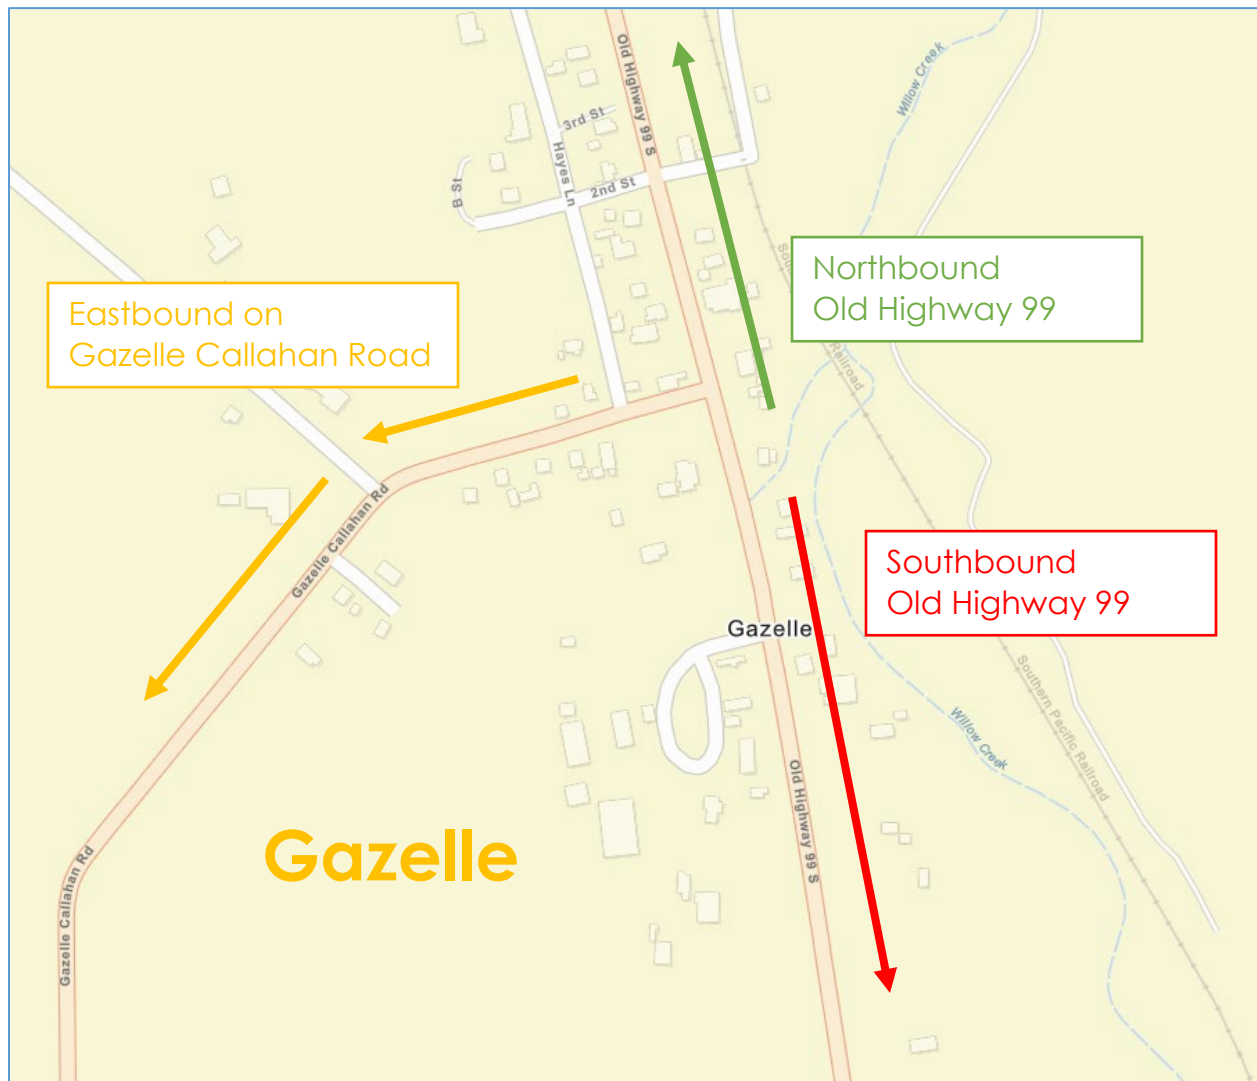 Old Highway 99 S
Willow Creek
3rd St
Hayes Ln
2nd St
B St
Northbound
Old Highway 99
Eastbound on
Gazelle Callahan Road
Sou
Railroad
Gazelle Callahan Rd
Southbound
Old Highway 99
Gazelle
Southern Pacific Railroad
Willow Creek
Old Highway 99 S
Gazelle
Gazelle Callahan Rd